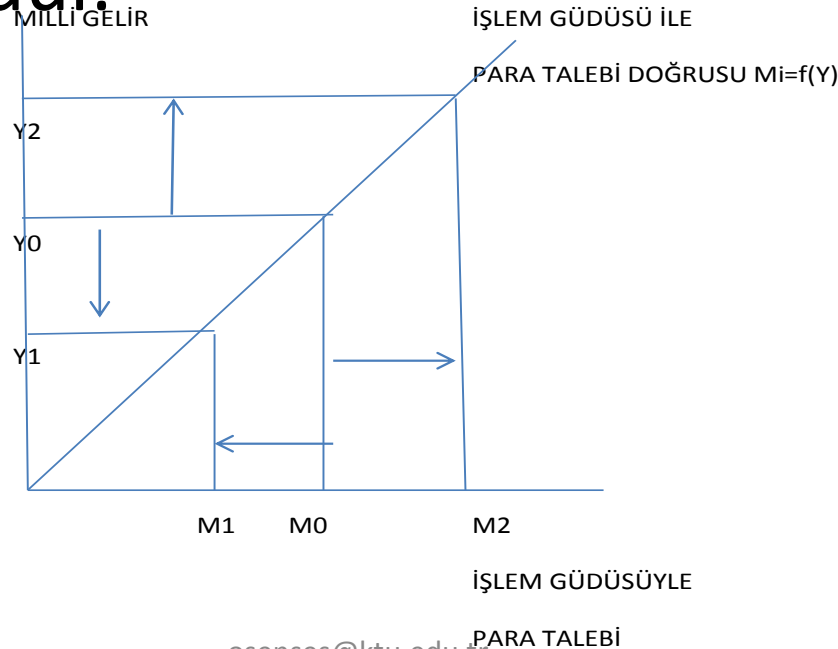 MİLLİ GELİR
İŞLEM GÜDÜSÜ İLE
PARA TALEBİ DOĞRUSU Mi=f(Y)
Y2
Y0
Y1
M1 M0 M2
İŞLEM GÜDÜSÜYLE
PARA TALEBİ